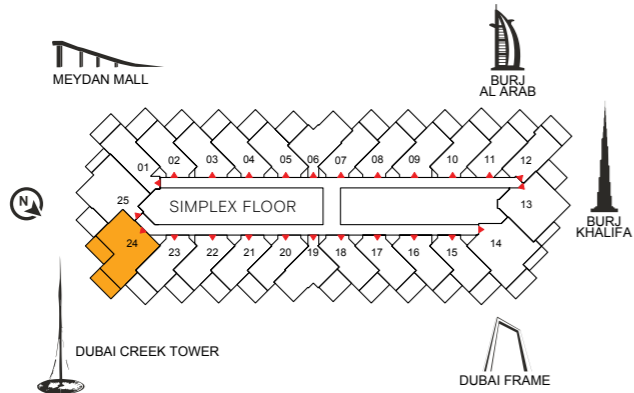 MEYDAN MALL
BURJ
AL ARAB
01 02 03 04 05 06 07 08 09 10 11 12
25
SIMPLEX FLOOR
13
N
BURJ
KHALIFA
24 23 22 21 20 19 18 17 16 15 14
DUBAI CREEK TOWER
DUBAI FRAME